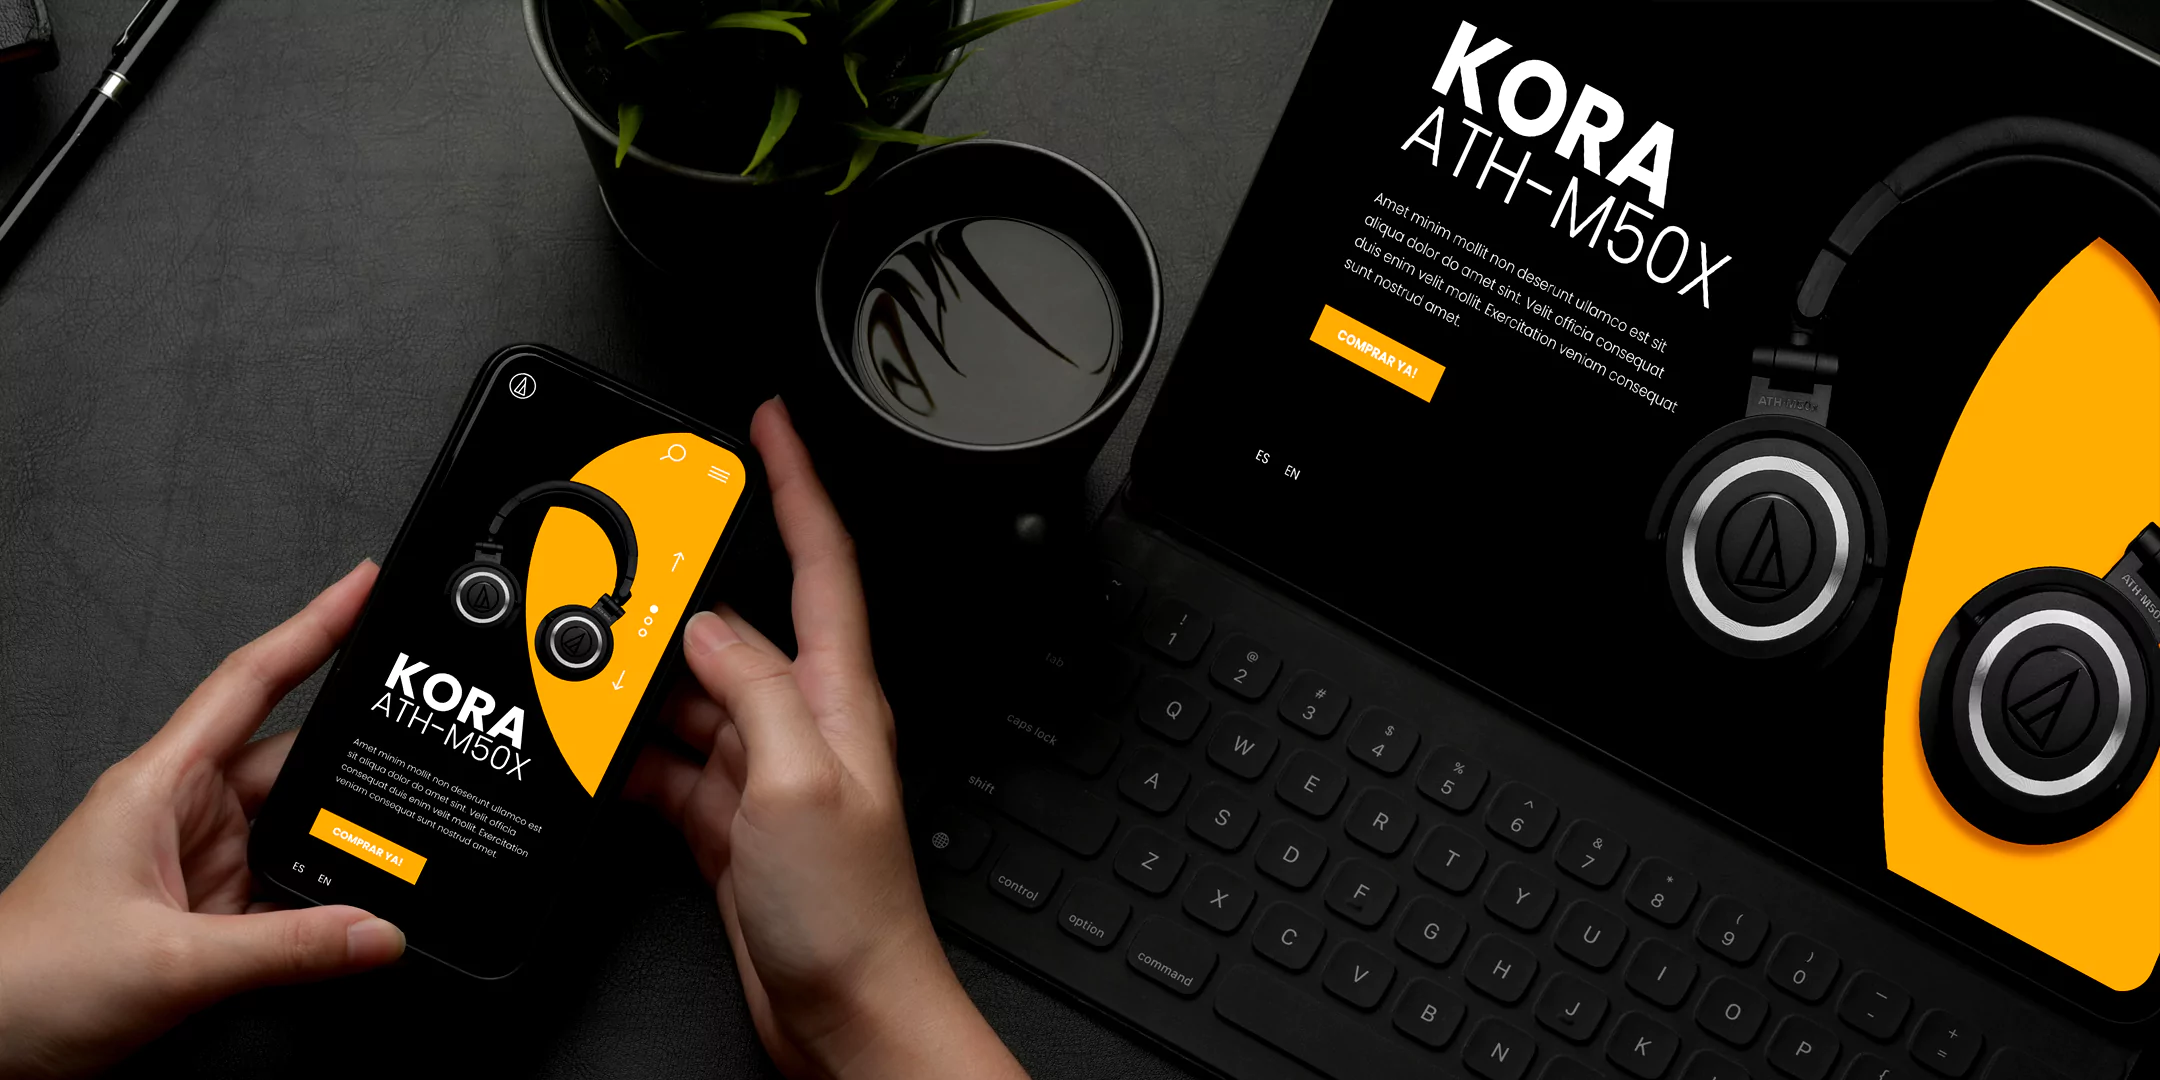 KORA
ATH-M50X
Amet minim mollit non deserunt ullamco est
sit aliqua dolor do amet sint. Velit officia
consequat duis enim velit mollit. Exercitation
veniam consequat sunt nostrud amet.
COMPRAR YA!
ES EN
KORA
ATH-M50X
Amet minim mollit non deserunt ullamco est sit
aliqua dolor do amet sint. Velit officia consequat
duis enim velit mollit. Exercitation veniam consequat
sunt nostrud amet.
COMPRAR YA!
ES EN
ATH-M50x
ATH-M50
~
! 1
@ 2
# 3
$ 4
% 5
^ 6
& 7
* 8
( 9
) 0
_ -
+ =
tab
Q W E R T Y U I O P {
caps lock
A S D F G H J K
shift
Z X C V B N
control
option
command